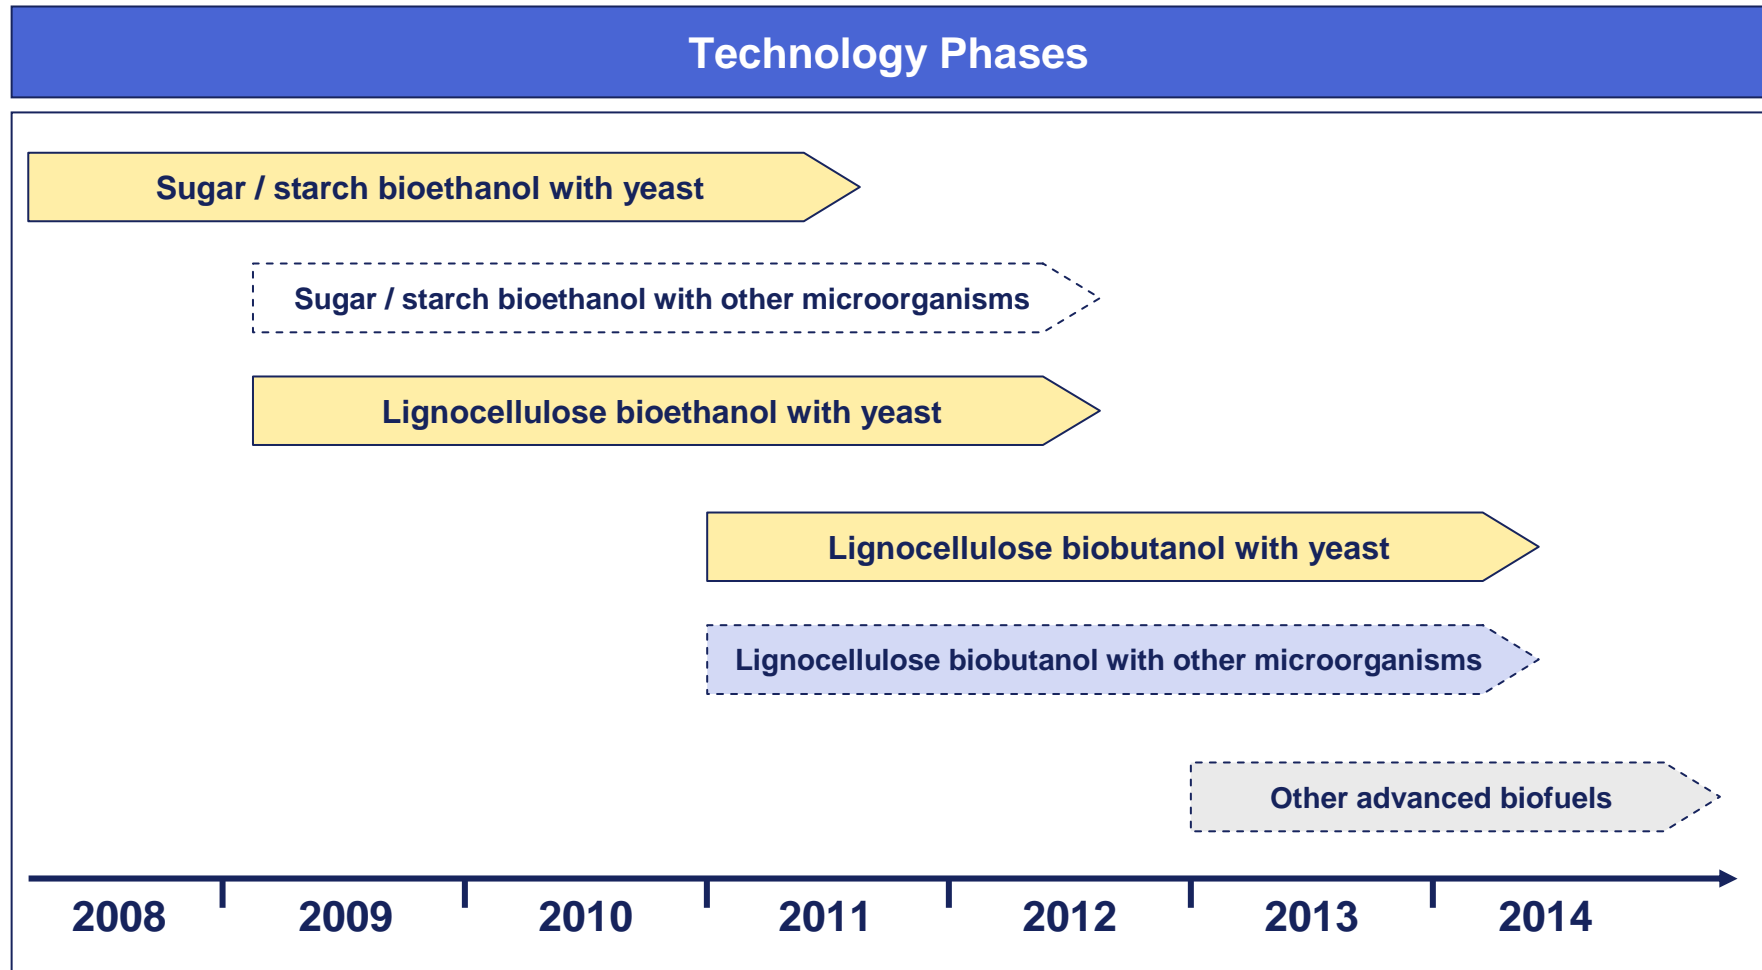 Technology Phases
Sugar / starch bioethanol with yeast
Sugar / starch bioethanol with other microorganisms
Lignocellulose bioethanol with yeast
Lignocellulose biobutanol with yeast
Lignocellulose biobutanol with other microorganisms
Other advanced biofuels
2008 2009 2010 2011 2012 2013 2014